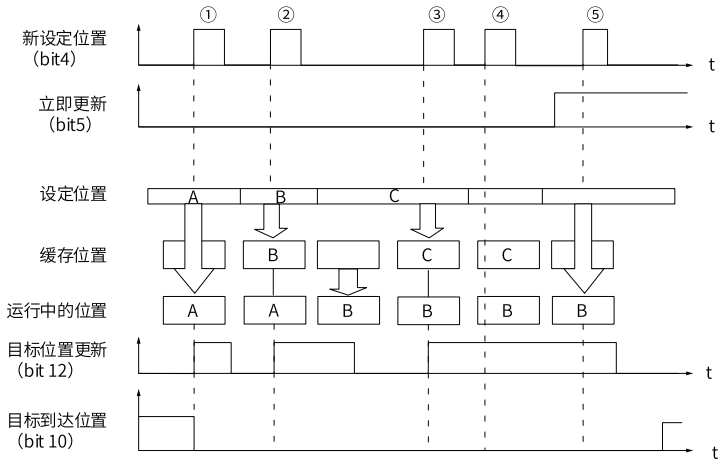 ① ② ③ ④ ⑤
新设定位置
（bit4）
t
立即更新
（bit5）
t
设定位置
A B C
缓存位置
B C C
运行中的位置
A A B B B B
目标位置更新
（bit 12）
t
目标到达位置
（bit 10）
t